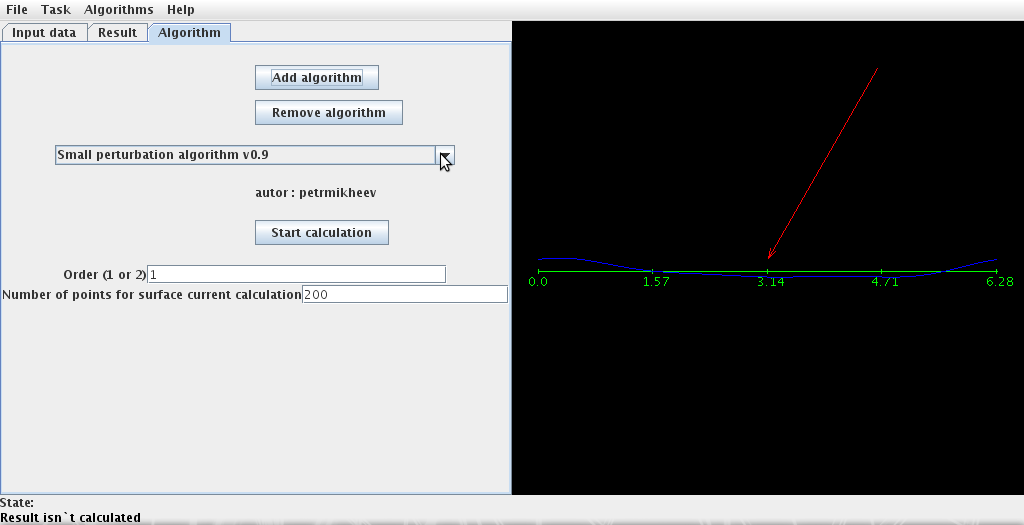 File Task Algorithms Help
Input data Result Algorithm
Add algorithm
Remove algorithm
Small perturbation algorithm v0.9
autor : petrmikheev
Start calculation
Order (1 or 2) 1
Number of points for surface current calculation 200
0.0 1.57 3.14 4.71 6.28
State:
Result isn`t calculated